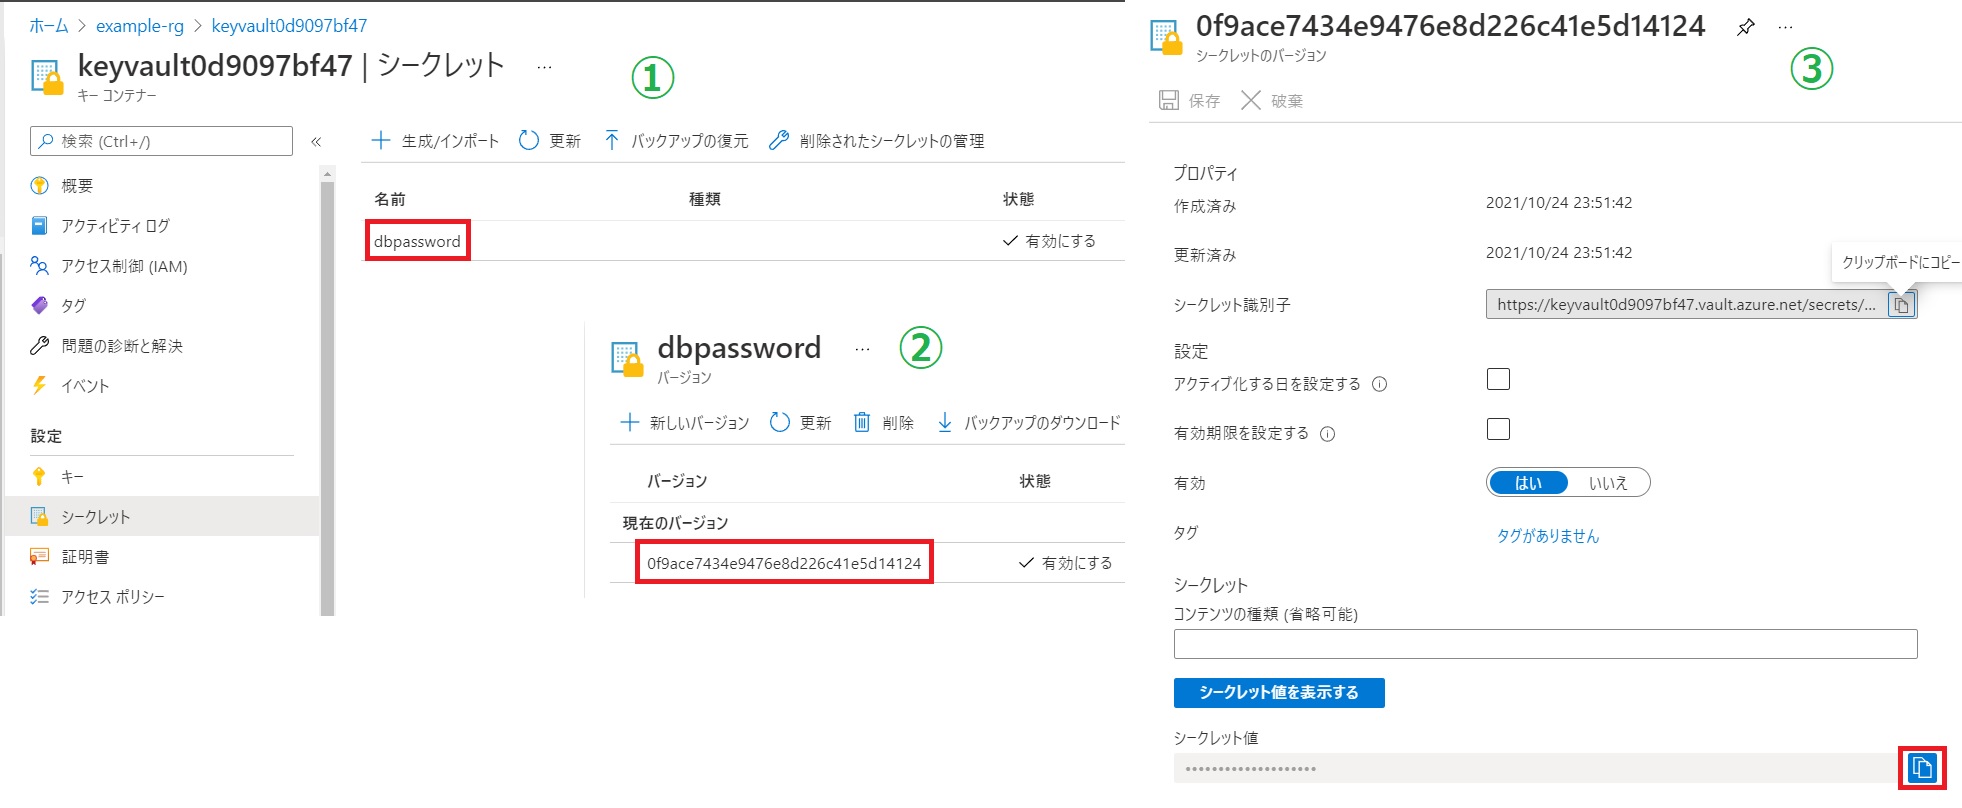 ホーム > example-rg > keyvault0d9097bf47
keyvault0d9097bf47 | シークレット ...
キー コンテナー
①
検索 (Ctrl+/)
«
概要
アクティビティ ログ
アクセス制御 (IAM)
タグ
問題の診断と解決
イベント
設定
キー
シークレット
証明書
アクセス ポリシー
生成/インポート 更新 バックアップの復元 削除されたシークレットの管理
名前 種類 状態
dbpassword 有効にする
dbpassword ... ②
バージョン
新しいバージョン 更新 削除 バックアップのダウンロード
バージョン 状態
現在のバージョン
0f9ace7434e9476e8d226c41e5d14124 有効にする
0f9ace7434e9476e8d226c41e5d14124 ...
シークレットのバージョン
③
保存 破棄
プロパティ
作成済み 2021/10/24 23:51:42
更新済み 2021/10/24 23:51:42
クリップボードにコピー
シークレット識別子 https://keyvault0d9097bf47.vault.azure.net/secrets/...
設定
アクティブ化する日を設定する
有効期限を設定する
有効 はい いいえ
タグ タグがありません
シークレット
コンテンツの種類 (省略可能)
シークレット値を表示する
シークレット値
••••••••••••••••••••